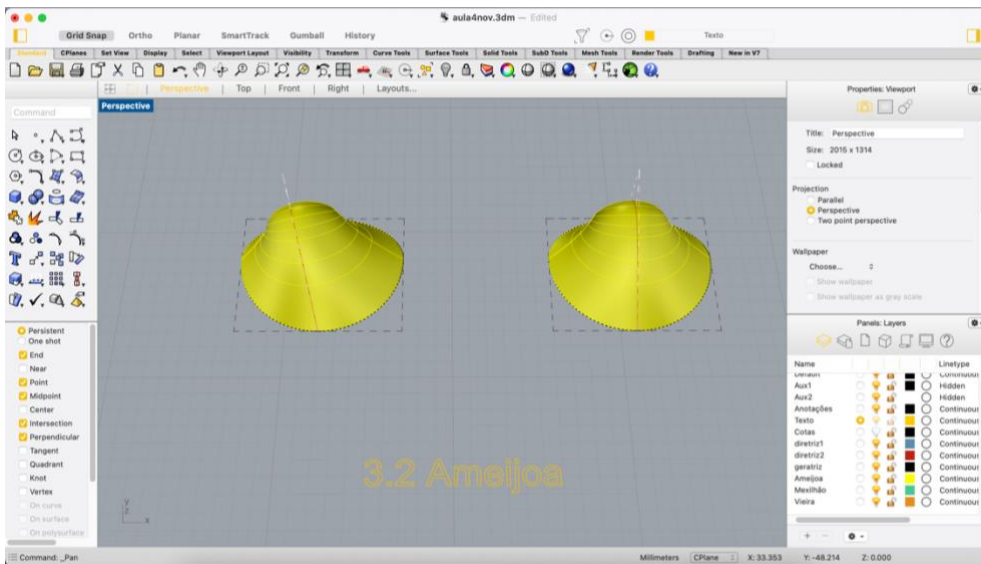 aula4nov.3dm — Edited
Grid Snap Ortho Planar SmartTrack Gumball History Texto
Standard CPlanes Set View Display Select Viewport Layout Visibility Transform Curve Tools Surface Tools Solid Tools SubD Tools Mesh Tools Render Tools Drafting New in V7
Perspective | Top | Front | Right | Layouts...
Command
Perspective
Persistent
One shot
End
Near
Point
Midpoint
Center
Intersection
Perpendicular
Tangent
Quadrant
Knot
Vertex
On curve
On surface
On polysurface
3.2 Ameijoa
Properties: Viewport
Title: Perspective
Size: 2015 x 1314
Locked
Projection
Parallel
Perspective
Two point perspective
Wallpaper
Choose...
Show wallpaper
Show wallpaper as gray scale
Panels: Layers
Name Linetype
Default Continuous
Aux1 Hidden
Aux2 Hidden
Anotações Continuous
Texto Continuous
Cotas Continuous
diretriz1 Continuous
diretriz2 Continuous
geratriz Continuous
Ameijoa Continuous
Mexilhão Continuous
Vieira Continuous
Command: _Pan
Millimeters CPlane X: 33.353 Y: -48.214 Z: 0.000